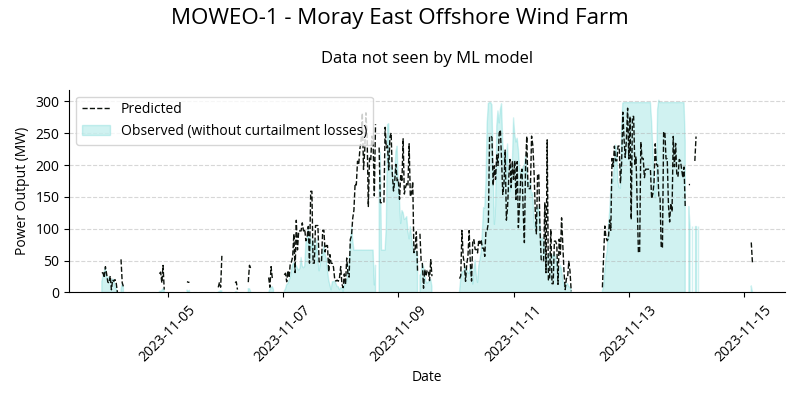 MOWEO-1 - Moray East Offshore Wind Farm
Data not seen by ML model
Predicted
Observed (without curtailment losses)
Power Output (MW)
300
250
200
150
100
50
0
2023-11-05
2023-11-07
2023-11-09
2023-11-11
2023-11-13
2023-11-15
Date